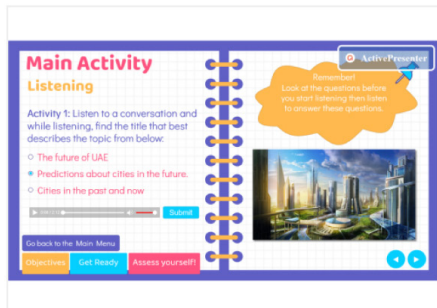 Main Activity
Listening
Activity 1: Listen to a conversation and
while listening, find the title that best
describes the topic from below:
The future of UAE
Predictions about cities in the future.
Cities in the past and now
Submit
Go back to the Main Menu
Objectives
Get Ready
Assess yourself!
ActivePresenter
Remember!
Look at the questions before
you start listening then listen
to answer these questions.